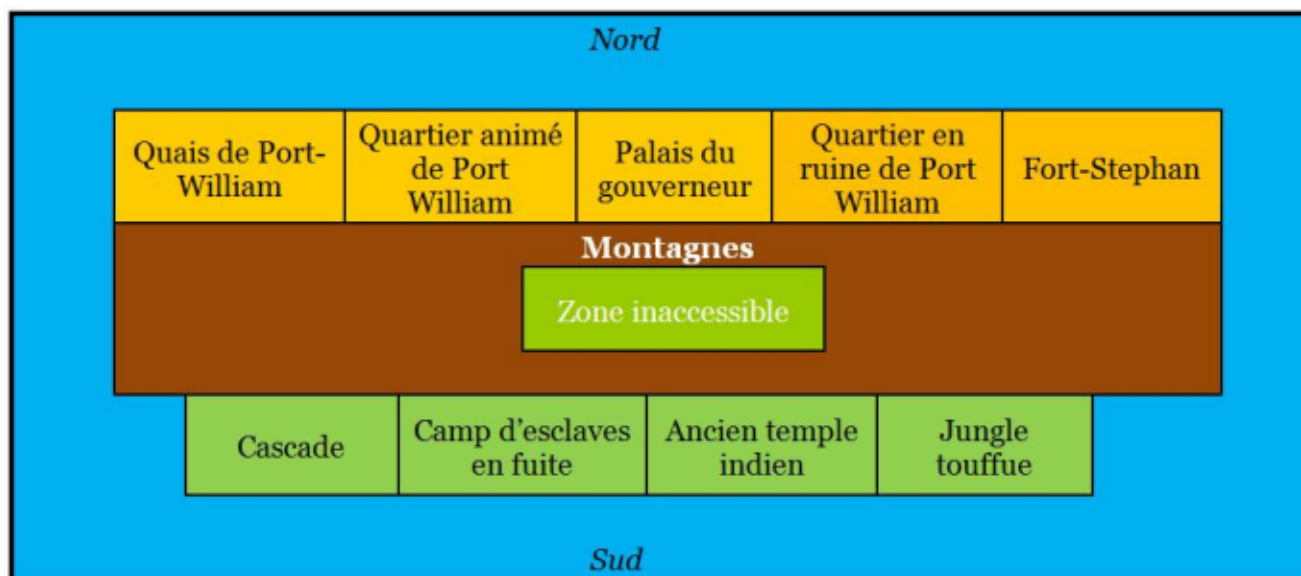 Nord
Quais de Port-
William
Quartier animé
de Port
William
Palais du
gouverneur
Quartier en
ruine de Port
William
Fort-Stephan
Montagnes
Zone inaccessible
Cascade
Camp d'esclaves
en fuite
Ancien temple
indien
Jungle
touffue
Sud